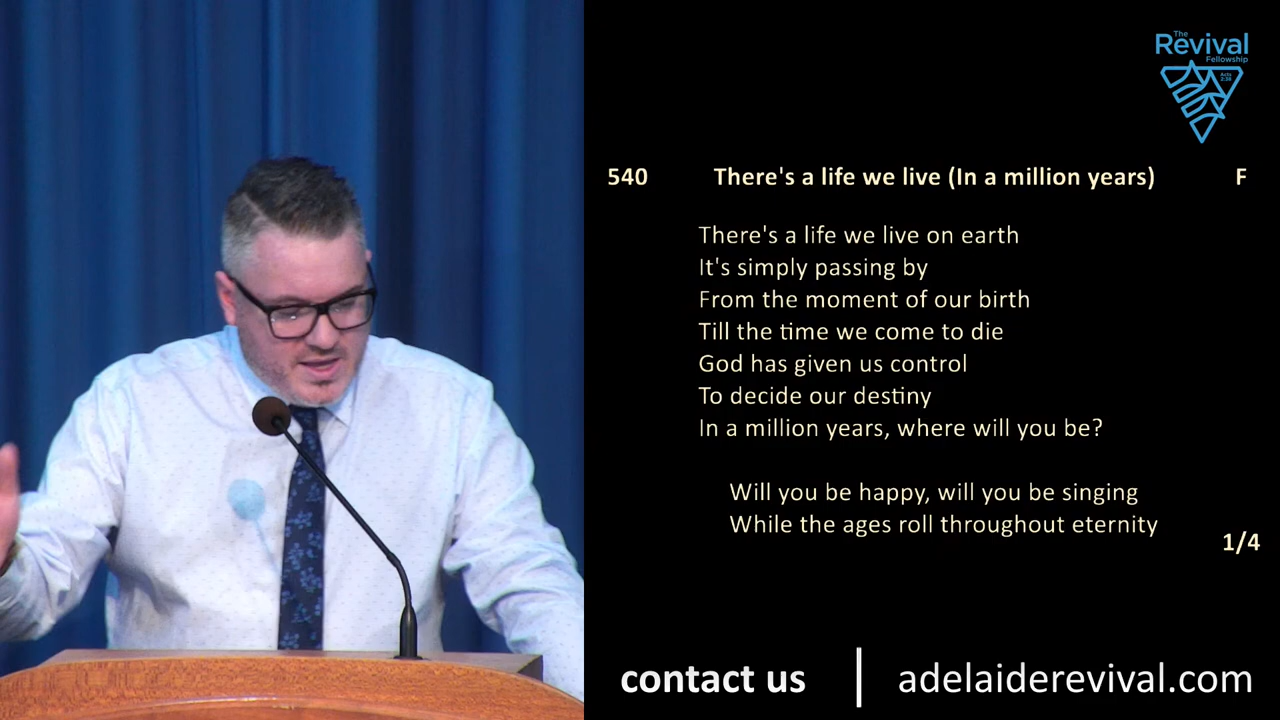 The
Revival
Fellowship
Acts
2:38
540 There's a life we live (In a million years) F
There's a life we live on earth
It's simply passing by
From the moment of our birth
Till the time we come to die
God has given us control
To decide our destiny
In a million years, where will you be?
Will you be happy, will you be singing
While the ages roll throughout eternity
1/4
contact us | adelaiderevival.com